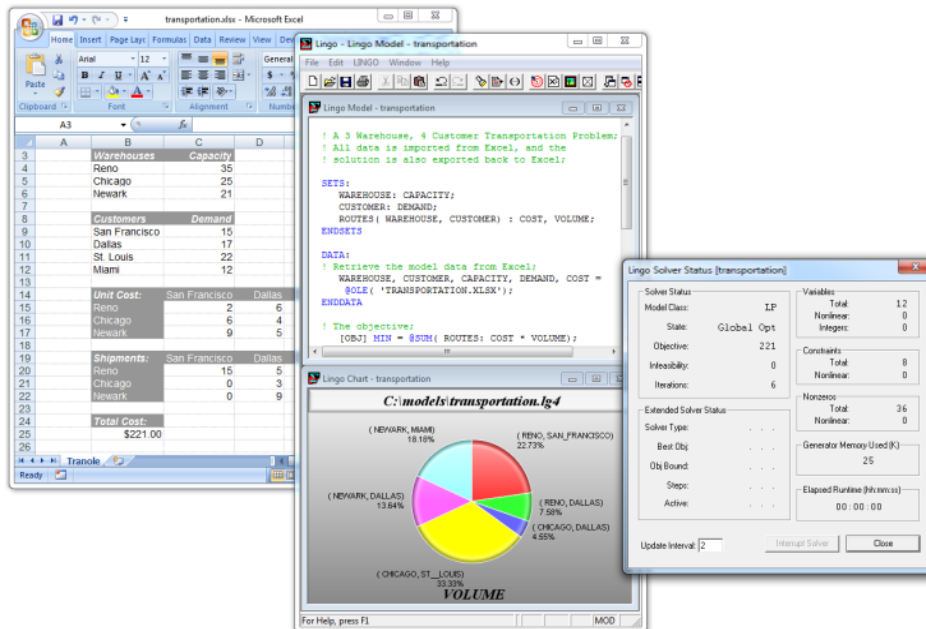 transportation.xlsx - Microsoft Excel
Home Insert Page Layc Formulas Data Review View Dev
Paste
Arial 12 General
B I U A A $
Clipboard Font Alignment Number
A3 fx
A B C D
3 Warehouses Capacity
4 Reno 35
5 Chicago 25
6 Newark 21
7
8 Customers Demand
9 San Francisco 15
10 Dallas 17
11 St. Louis 22
12 Miami 12
13
14 Unit Cost: San Francisco Dallas
15 Reno 2 6
16 Chicago 6 4
17 Newark 9 5
18
19 Shipments: San Francisco Dallas
20 Reno 15 5
21 Chicago 0 3
22 Newark 0 9
23
24 Total Cost:
25 $221.00
26
Tranole
Ready
Lingo - Lingo Model - transportation
File Edit LINGO Window Help
Lingo Model - transportation
! A 3 Warehouse, 4 Customer Transportation Problem;
! All data is imported from Excel, and the
! solution is also exported back to Excel;
SETS:
WAREHOUSE: CAPACITY;
CUSTOMER: DEMAND;
ROUTES( WAREHOUSE, CUSTOMER) : COST, VOLUME;
ENDSETS
DATA:
! Retrieve the model data from Excel;
WAREHOUSE, CUSTOMER, CAPACITY, DEMAND, COST =
@OLE( 'TRANSPORTATION.XLSX');
ENDDATA
! The objective;
[OBJ] MIN = @SUM( ROUTES: COST * VOLUME);
Lingo Chart - transportation
C:\models\transportation.lg4
( NEWARK, MIAMI)
18.18%
( RENO, SAN_FRANCISCO)
22.73%
( NEWARK, DALLAS)
13.64%
( RENO, DALLAS)
7.58%
( CHICAGO, DALLAS)
4.55%
( CHICAGO, ST__LOUIS)
33.33%
VOLUME
For Help, press F1 MOD
Lingo Solver Status [transportation]
Solver Status
Model Class: LP
State: Global Opt
Objective: 221
Infeasibility: 0
Iterations: 6
Extended Solver Status
Solver Type: . . .
Best Obj: . . .
Obj Bound: . . .
Steps: . . .
Active: . . .
Update Interval: 2
Variables
Total: 12
Nonlinear: 0
Integers: 0
Constraints
Total: 8
Nonlinear: 0
Nonzeros
Total: 36
Nonlinear: 0
Generator Memory Used (K)
25
Elapsed Runtime (hh:mm:ss)
00:00:00
Interrupt Solver Close